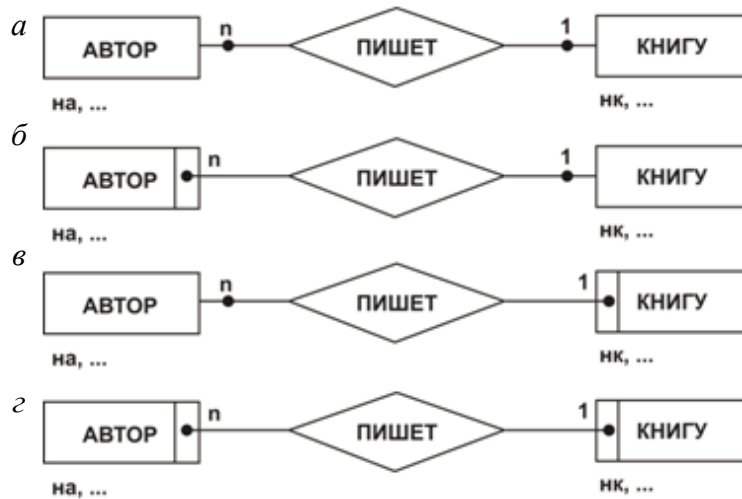 а
n 1
АВТОР ПИШЕТ КНИГУ
на, ... нк, ...
б
АВТОР n ПИШЕТ 1 КНИГУ
на, ... нк, ...
в
n 1
АВТОР ПИШЕТ КНИГУ
на, ... нк, ...
г
АВТОР n ПИШЕТ 1 КНИГУ
на, ... нк, ...